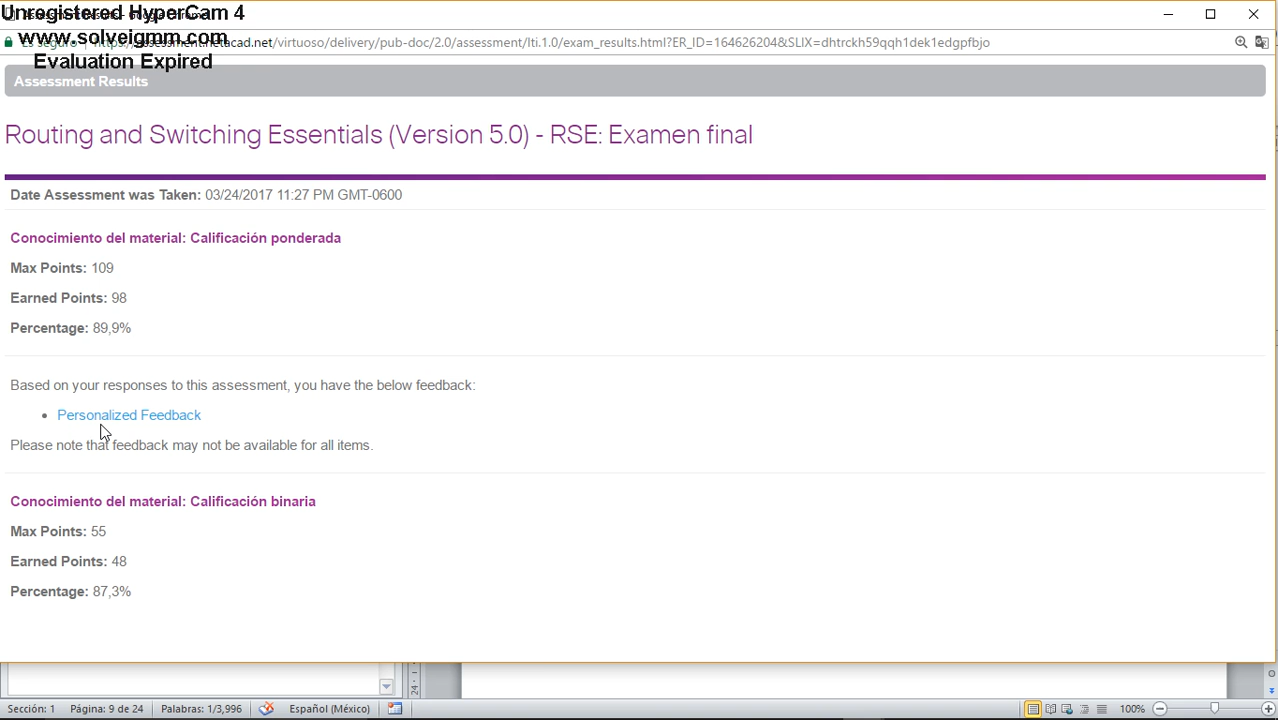 Unregistered HyperCam 4
www.solveigmm.com
Evaluation Expired
assessment.netacad.net/virtuoso/delivery/pub-doc/2.0/assessment/lti.1.0/exam_results.html?ER_ID=164626204&SLIX=dhtrckh59qqh1dek1edgpfbjo
Assessment Results
Routing and Switching Essentials (Version 5.0) - RSE: Examen final
Date Assessment was Taken: 03/24/2017 11:27 PM GMT-0600
Conocimiento del material: Calificación ponderada
Max Points: 109
Earned Points: 98
Percentage: 89,9%
Based on your responses to this assessment, you have the below feedback:
Personalized Feedback
Please note that feedback may not be available for all items.
Conocimiento del material: Calificación binaria
Max Points: 55
Earned Points: 48
Percentage: 87,3%
24
Sección: 1 Página: 9 de 24 Palabras: 1/3,996 Español (México) 100%